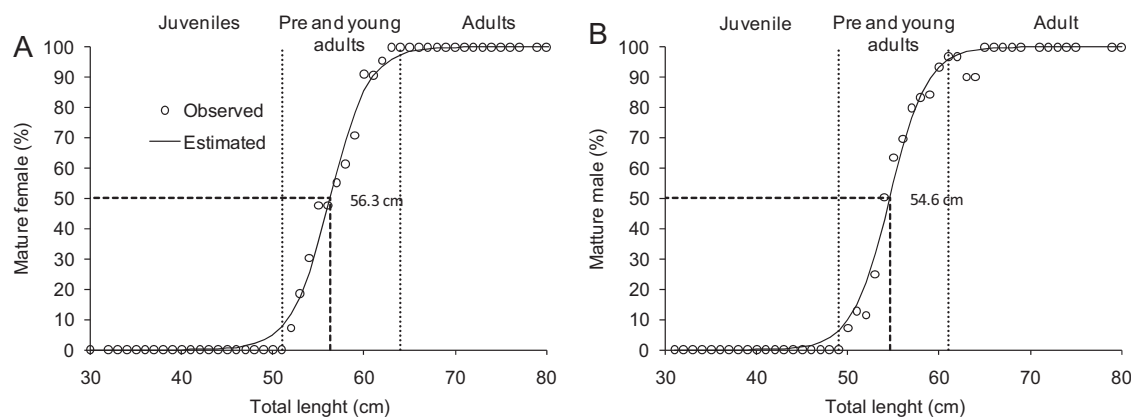 A
Juveniles
Pre and young
adults
Adults
100
90
80
70
60
50
40
30
20
10
0
Mature female (%)
Observed
Estimated
56.3 cm
30 40 50 60 70 80
Total lenght (cm)
B
Juvenile
Pre and young
adults
Adult
100
90
80
70
60
50
40
30
20
10
0
Matture male (%)
54.6 cm
30 40 50 60 70 80
Total lenght (cm)